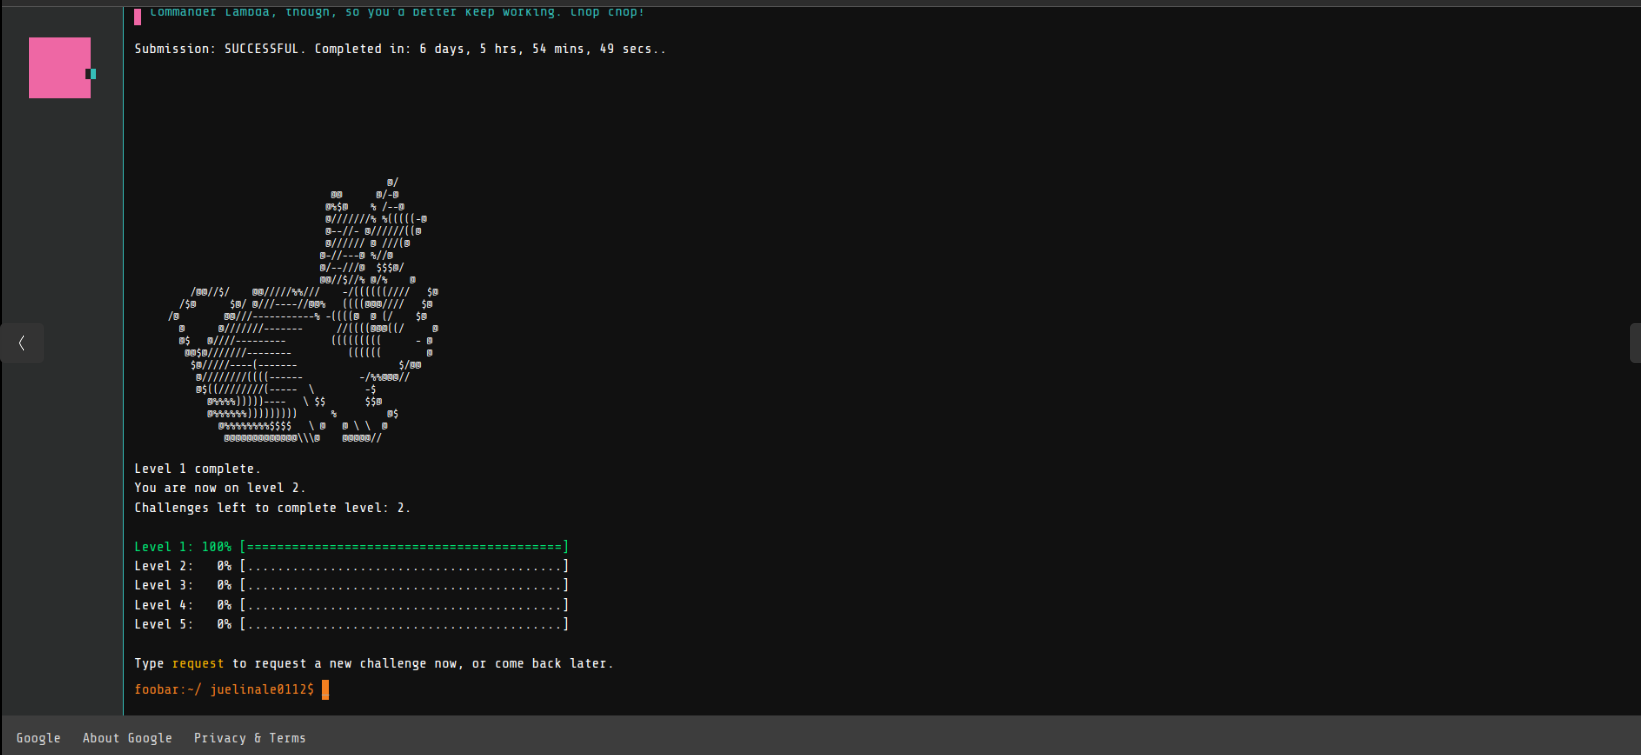 Commander Lambda, though, so you'd better keep working. Chop chop!
Submission: SUCCESSFUL. Completed in: 6 days, 5 hrs, 54 mins, 49 secs..
Level 1 complete.
You are now on level 2.
Challenges left to complete level: 2.
Level 1: 100% [==========================================]
Level 2:   0% [..........................................]
Level 3:   0% [..........................................]
Level 4:   0% [..........................................]
Level 5:   0% [..........................................]
Type request to request a new challenge now, or come back later.
foobar:~/ juelinale0112$
Google About Google Privacy & Terms